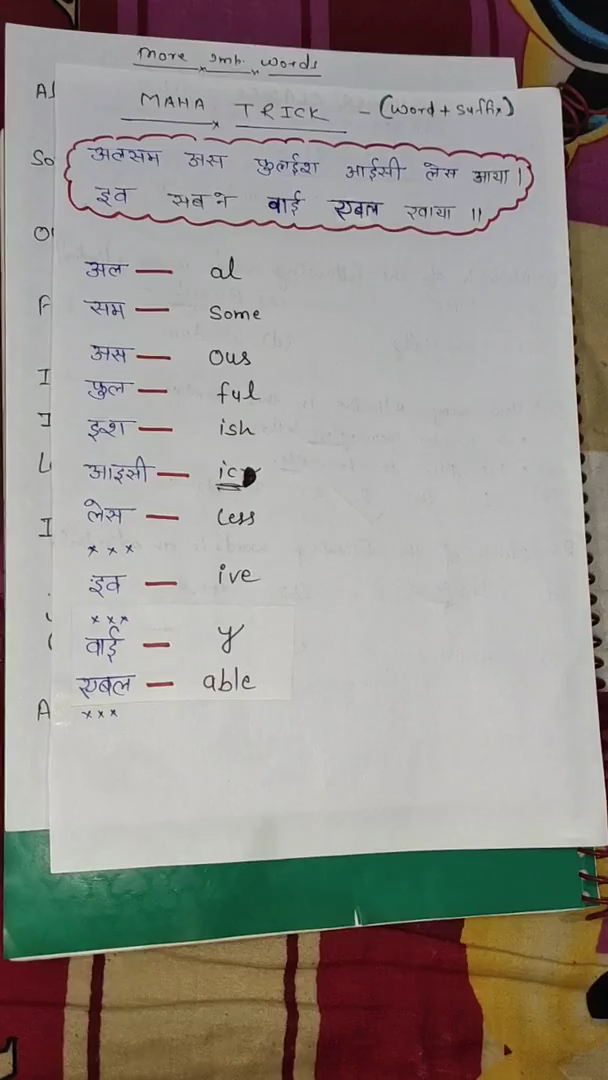 More Imp. Words
MAHA TRICK - (Word + Suffix)
अलसम अस फुलईश आईसी लेस आया।
इव सबने वाई एबल खाया॥
अल — al
सम — some
अस — ous
फुल — ful
इश — ish
आइसी — ic
लेस — less
***
इव — ive
***
वाई — y
एबल — able
***
A
So
F
I
I
L
I
A